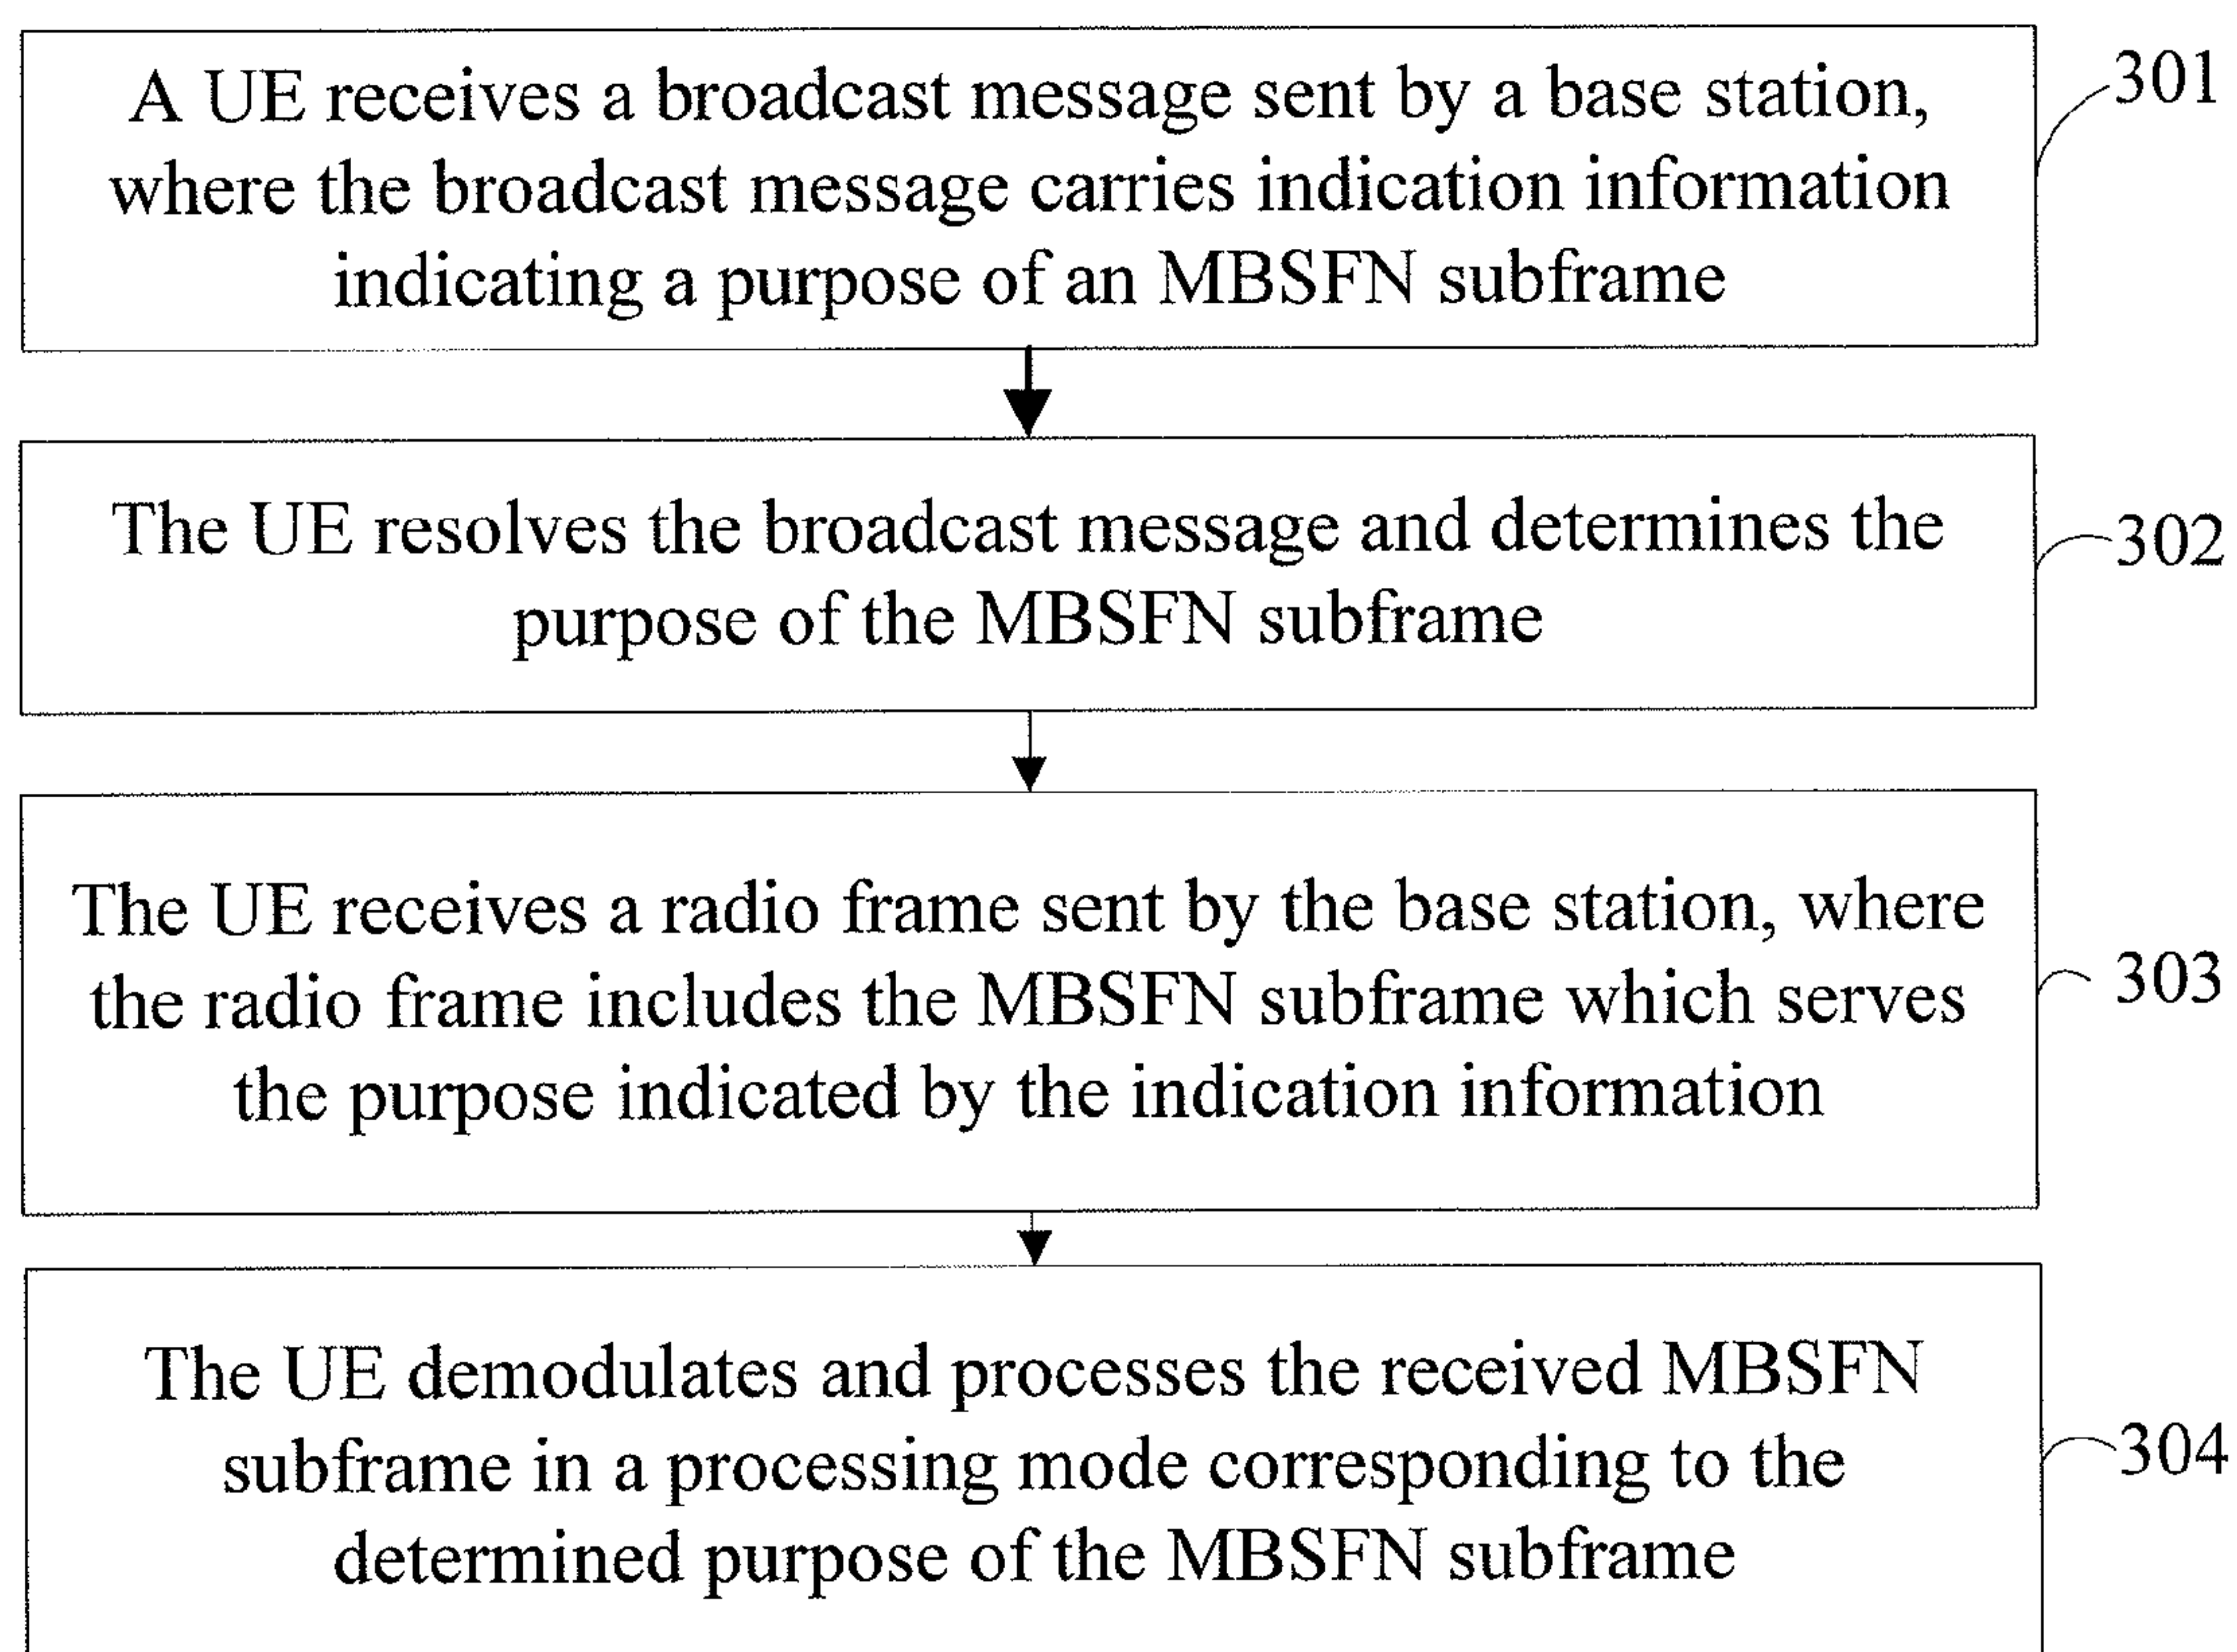 A UE receives a broadcast message sent by a base station,
where the broadcast message carries indication information
indicating a purpose of an MBSFN subframe
301
The UE resolves the broadcast message and determines the
purpose of the MBSFN subframe
302
The UE receives a radio frame sent by the base station, where
the radio frame includes the MBSFN subframe which serves
the purpose indicated by the indication information
303
The UE demodulates and processes the received MBSFN
subframe in a processing mode corresponding to the
determined purpose of the MBSFN subframe
304